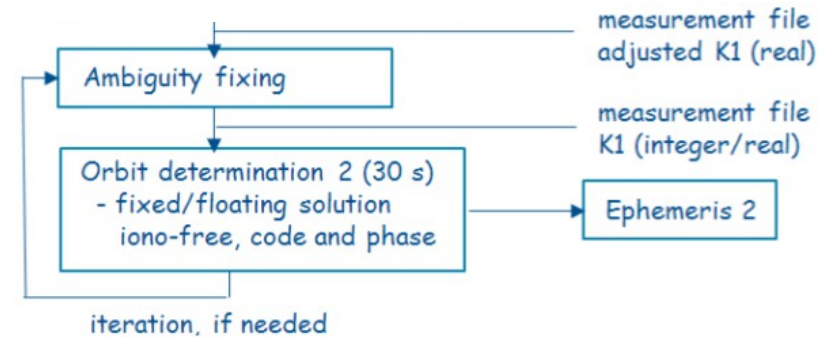 measurement file
adjusted K1 (real)
Ambiguity fixing
measurement file
K1 (integer/real)
Orbit determination 2 (30 s)
- fixed/floating solution
iono-free, code and phase
Ephemeris 2
iteration, if needed